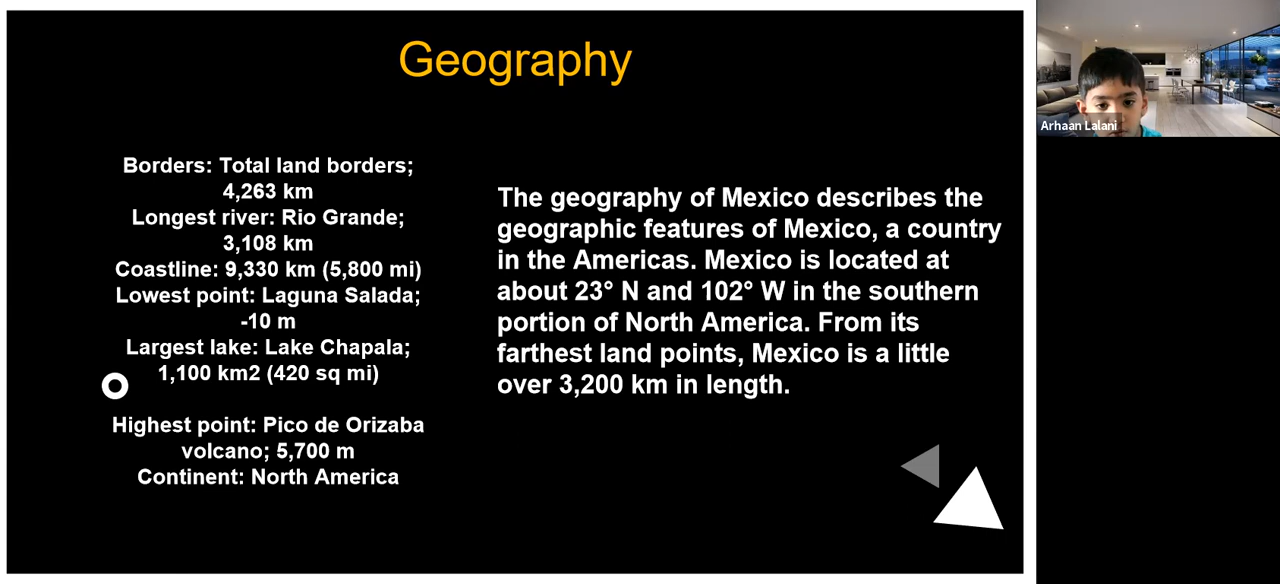 Geography
Borders: Total land borders;
4,263 km
Longest river: Rio Grande;
3,108 km
Coastline: 9,330 km (5,800 mi)
Lowest point: Laguna Salada;
-10 m
Largest lake: Lake Chapala;
1,100 km2 (420 sq mi)
Highest point: Pico de Orizaba
volcano; 5,700 m
Continent: North America
The geography of Mexico describes the
geographic features of Mexico, a country
in the Americas. Mexico is located at
about 23° N and 102° W in the southern
portion of North America. From its
farthest land points, Mexico is a little
over 3,200 km in length.
Arhaan Lalani